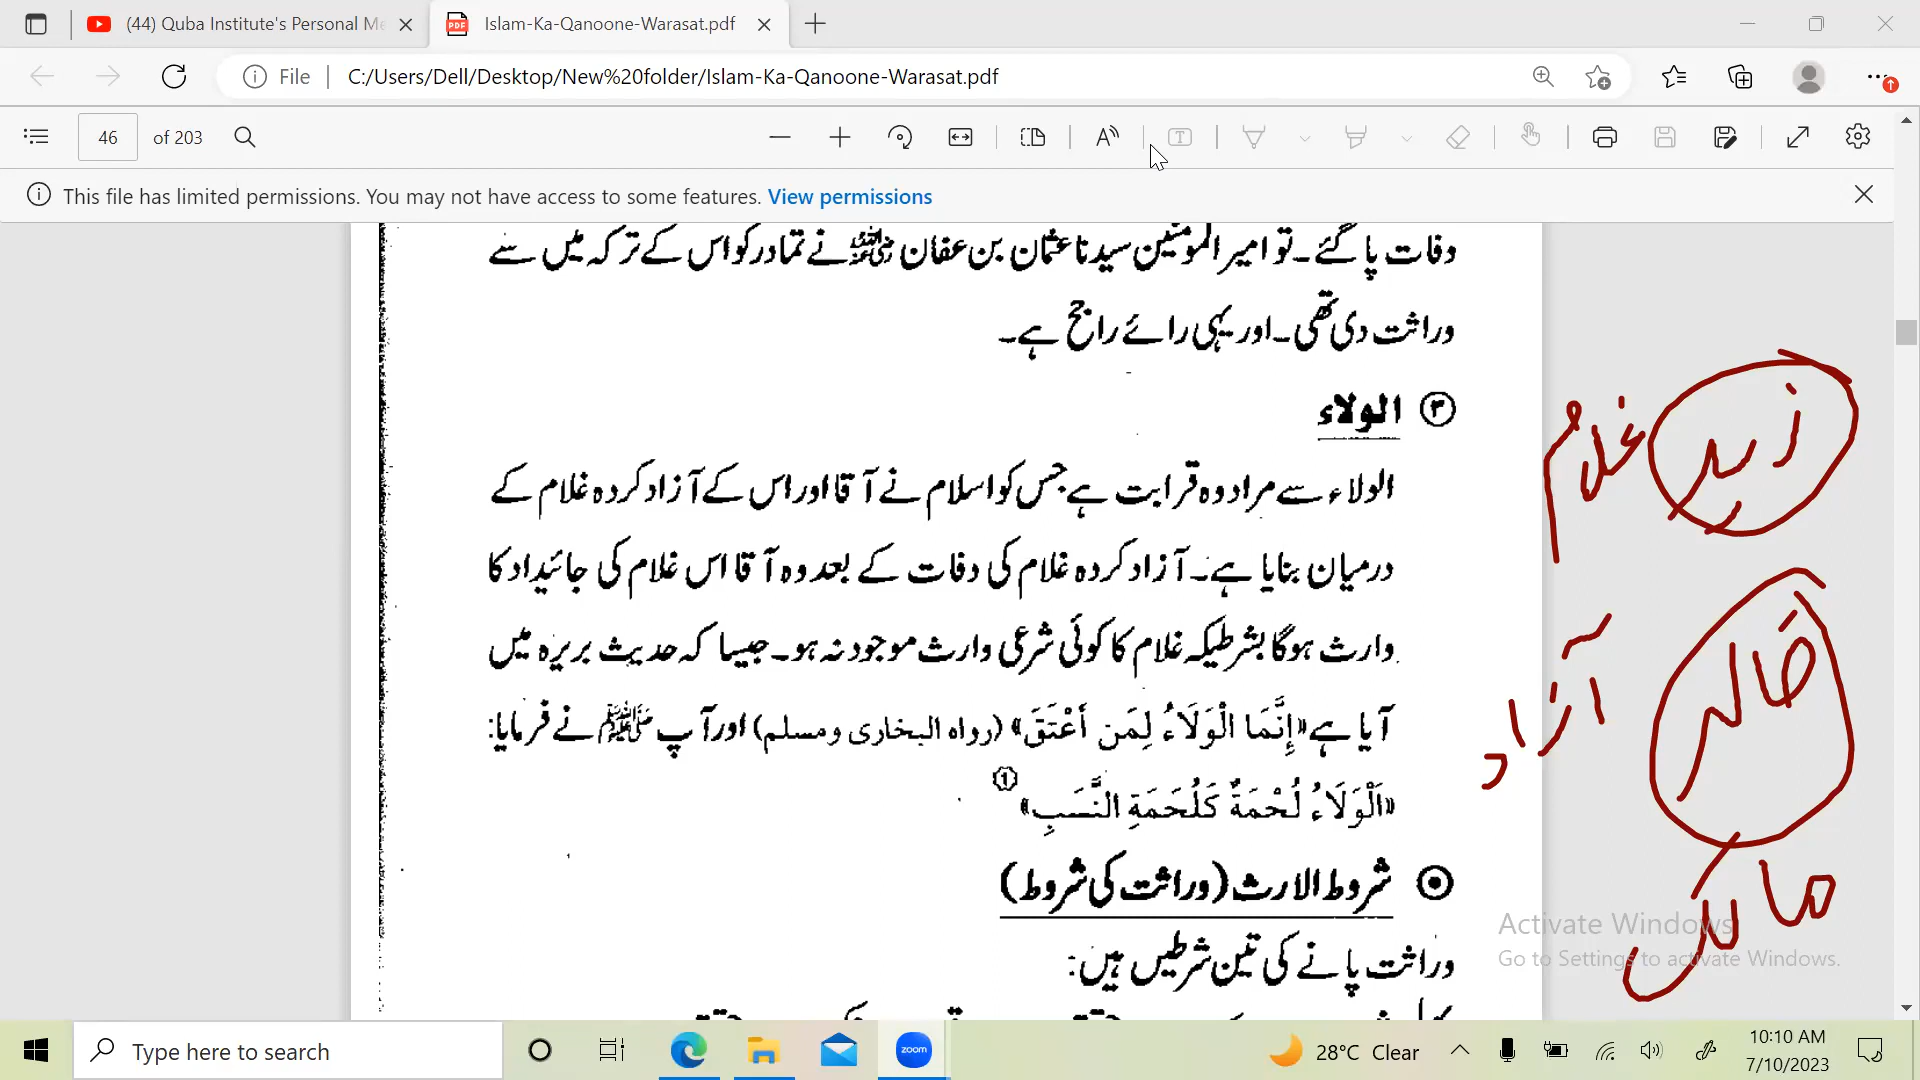 (44) Quba Institute's Personal Me
Islam-Ka-Qanoone-Warasat.pdf
File
C:/Users/Dell/Desktop/New%20folder/Islam-Ka-Qanoone-Warasat.pdf
46 of 203
This file has limited permissions. You may not have access to some features. View permissions
وفات پا گئے۔ تو امیر المومنین سیدنا عثمان بن عفان رضی اللہ عنہ نے تماضر کو اس کے ترکہ میں سے
وراثت دی تھی۔ اور یہی رائے راجح ہے۔
③ الولاء
الولاء سے مراد وہ قرابت ہے جس کو اسلام نے آقا اور اس کے آزاد کردہ غلام کے
درمیان بنایا ہے۔ آزاد کردہ غلام کی وفات کے بعد وہ آقا اس غلام کی جائیداد کا
وارث ہوگا بشرطیکہ غلام کا کوئی شرعی وارث موجود نہ ہو۔ جیسا کہ حدیث بریرہ میں
آیا ہے «إِنَّمَا الْوَلَاءُ لِمَن أَعْتَقَ» (رواہ البخاری ومسلم) اور آپ ﷺ نے فرمایا:
«اَلْوَلَاءُ لُحْمَةٌ كَلُحَمَةِ النَّسَبِ» ①
شروط الارث (وراثت کی شروط)
وراثت پانے کی تین شرطیں ہیں:
زید
غلام
آزاد
Activate Windows
Go to Settings to activate Windows.
Type here to search
zoom
28°C Clear
10:10 AM
7/10/2023